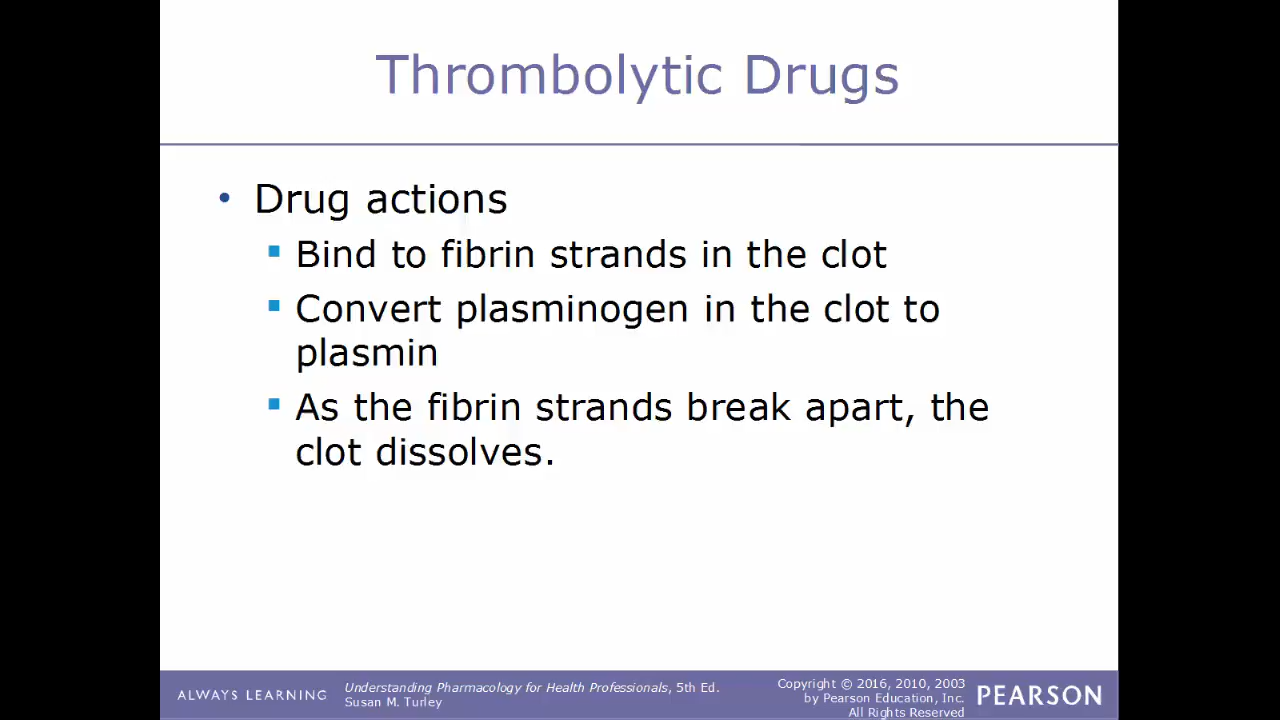 Thrombolytic Drugs
• Drug actions
▪ Bind to fibrin strands in the clot
▪ Convert plasminogen in the clot to
plasmin
▪ As the fibrin strands break apart, the
clot dissolves.
ALWAYS LEARNING
Understanding Pharmacology for Health Professionals, 5th Ed.
Susan M. Turley
Copyright © 2016, 2010, 2003
by Pearson Education, Inc.
All Rights Reserved
PEARSON